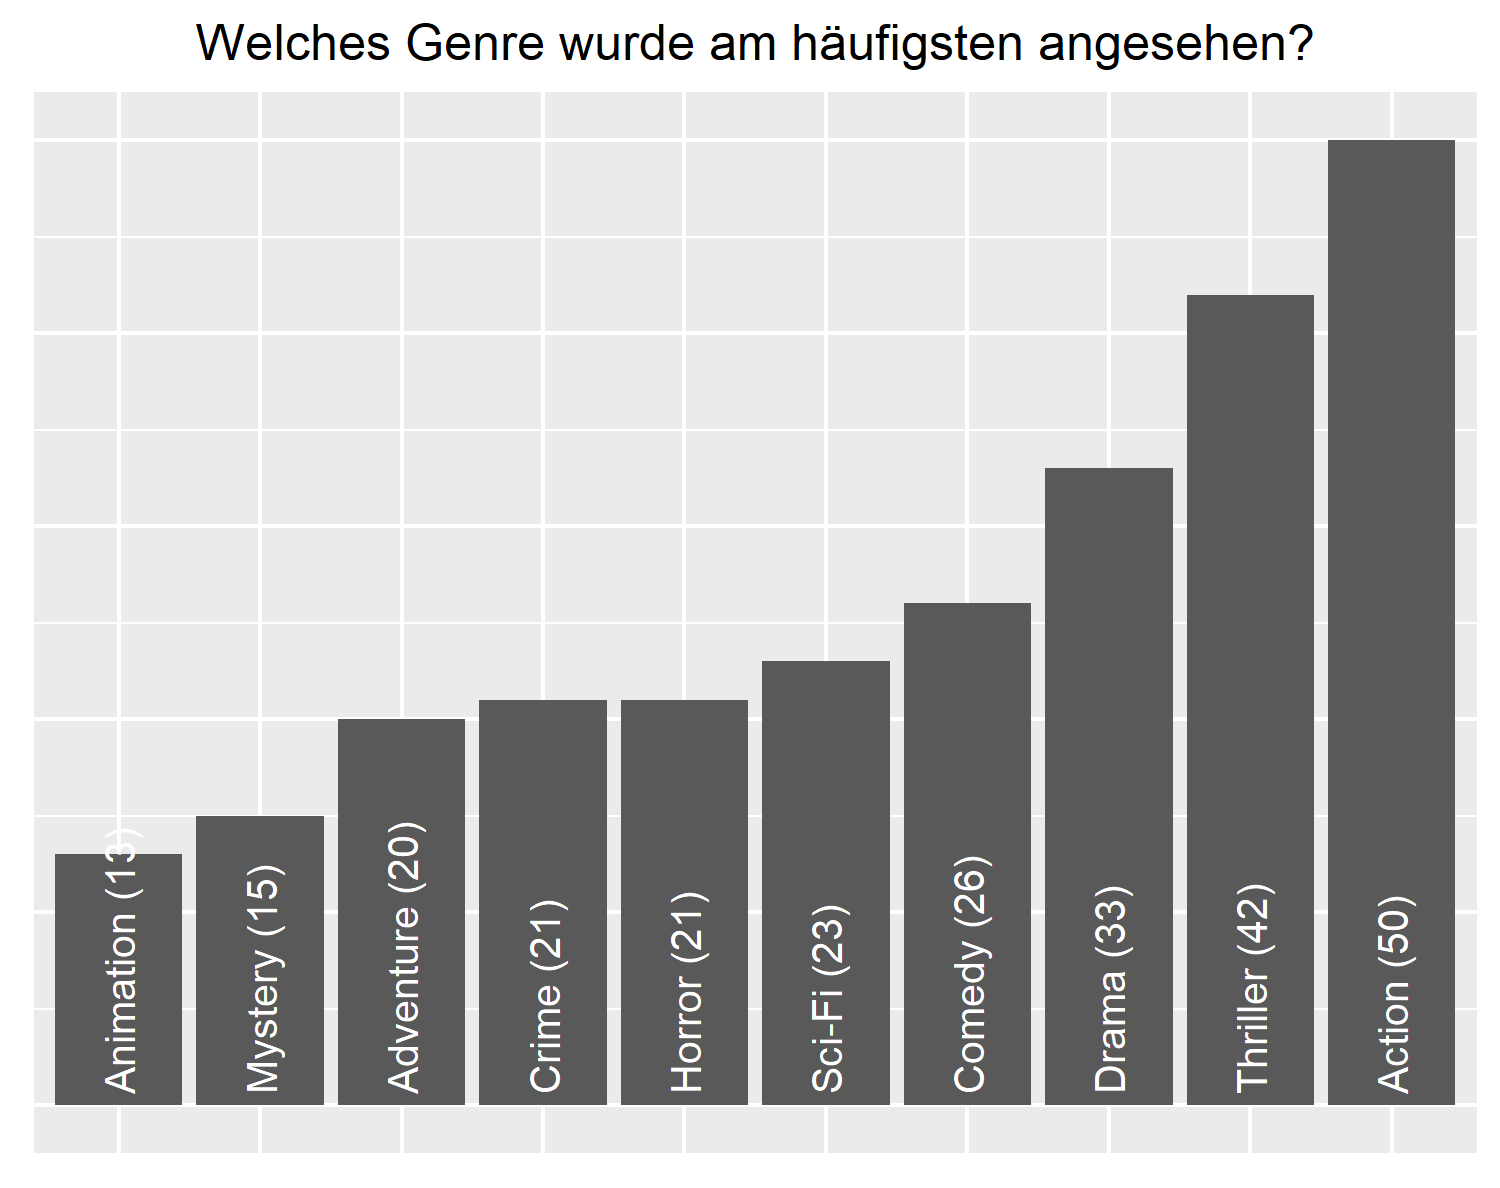 Welches Genre wurde am häufigsten angesehen?
Animation (13)
Mystery (15)
Adventure (20)
Crime (21)
Horror (21)
Sci-Fi (23)
Comedy (26)
Drama (33)
Thriller (42)
Action (50)